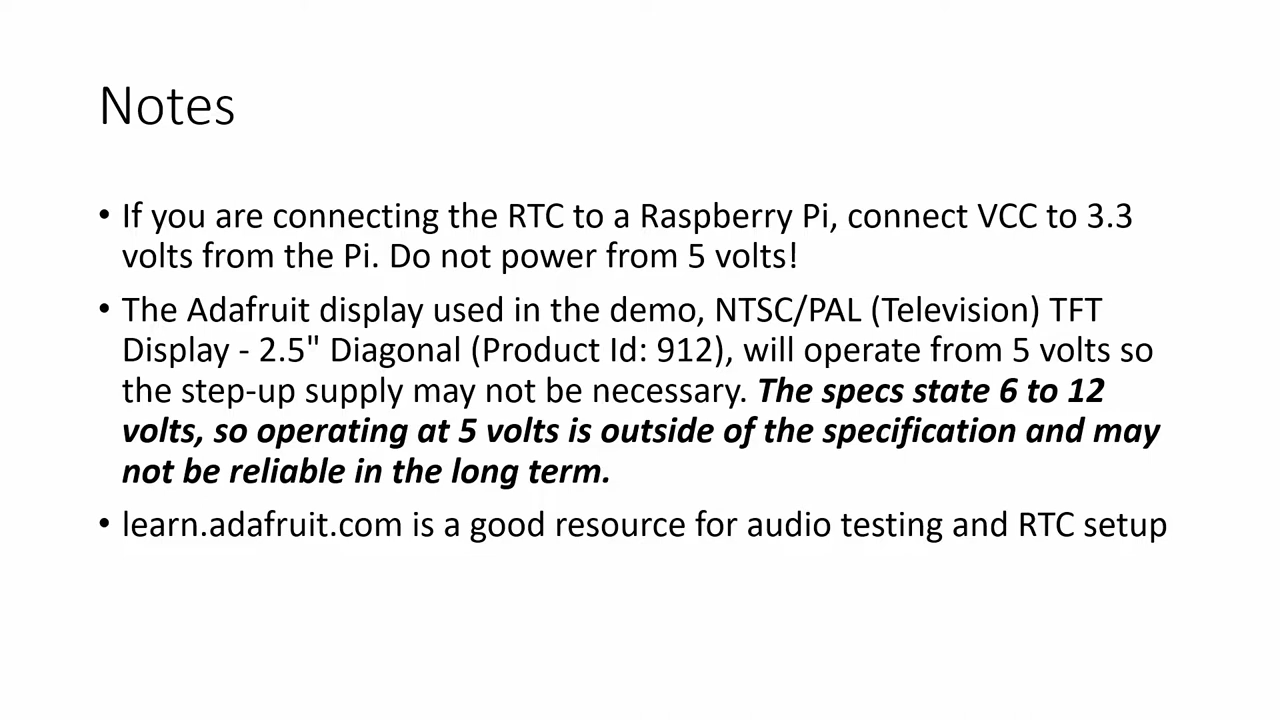 Notes
• If you are connecting the RTC to a Raspberry Pi, connect VCC to 3.3
volts from the Pi. Do not power from 5 volts!
• The Adafruit display used in the demo, NTSC/PAL (Television) TFT
Display - 2.5" Diagonal (Product Id: 912), will operate from 5 volts so
the step-up supply may not be necessary. The specs state 6 to 12
volts, so operating at 5 volts is outside of the specification and may
not be reliable in the long term.
• learn.adafruit.com is a good resource for audio testing and RTC setup